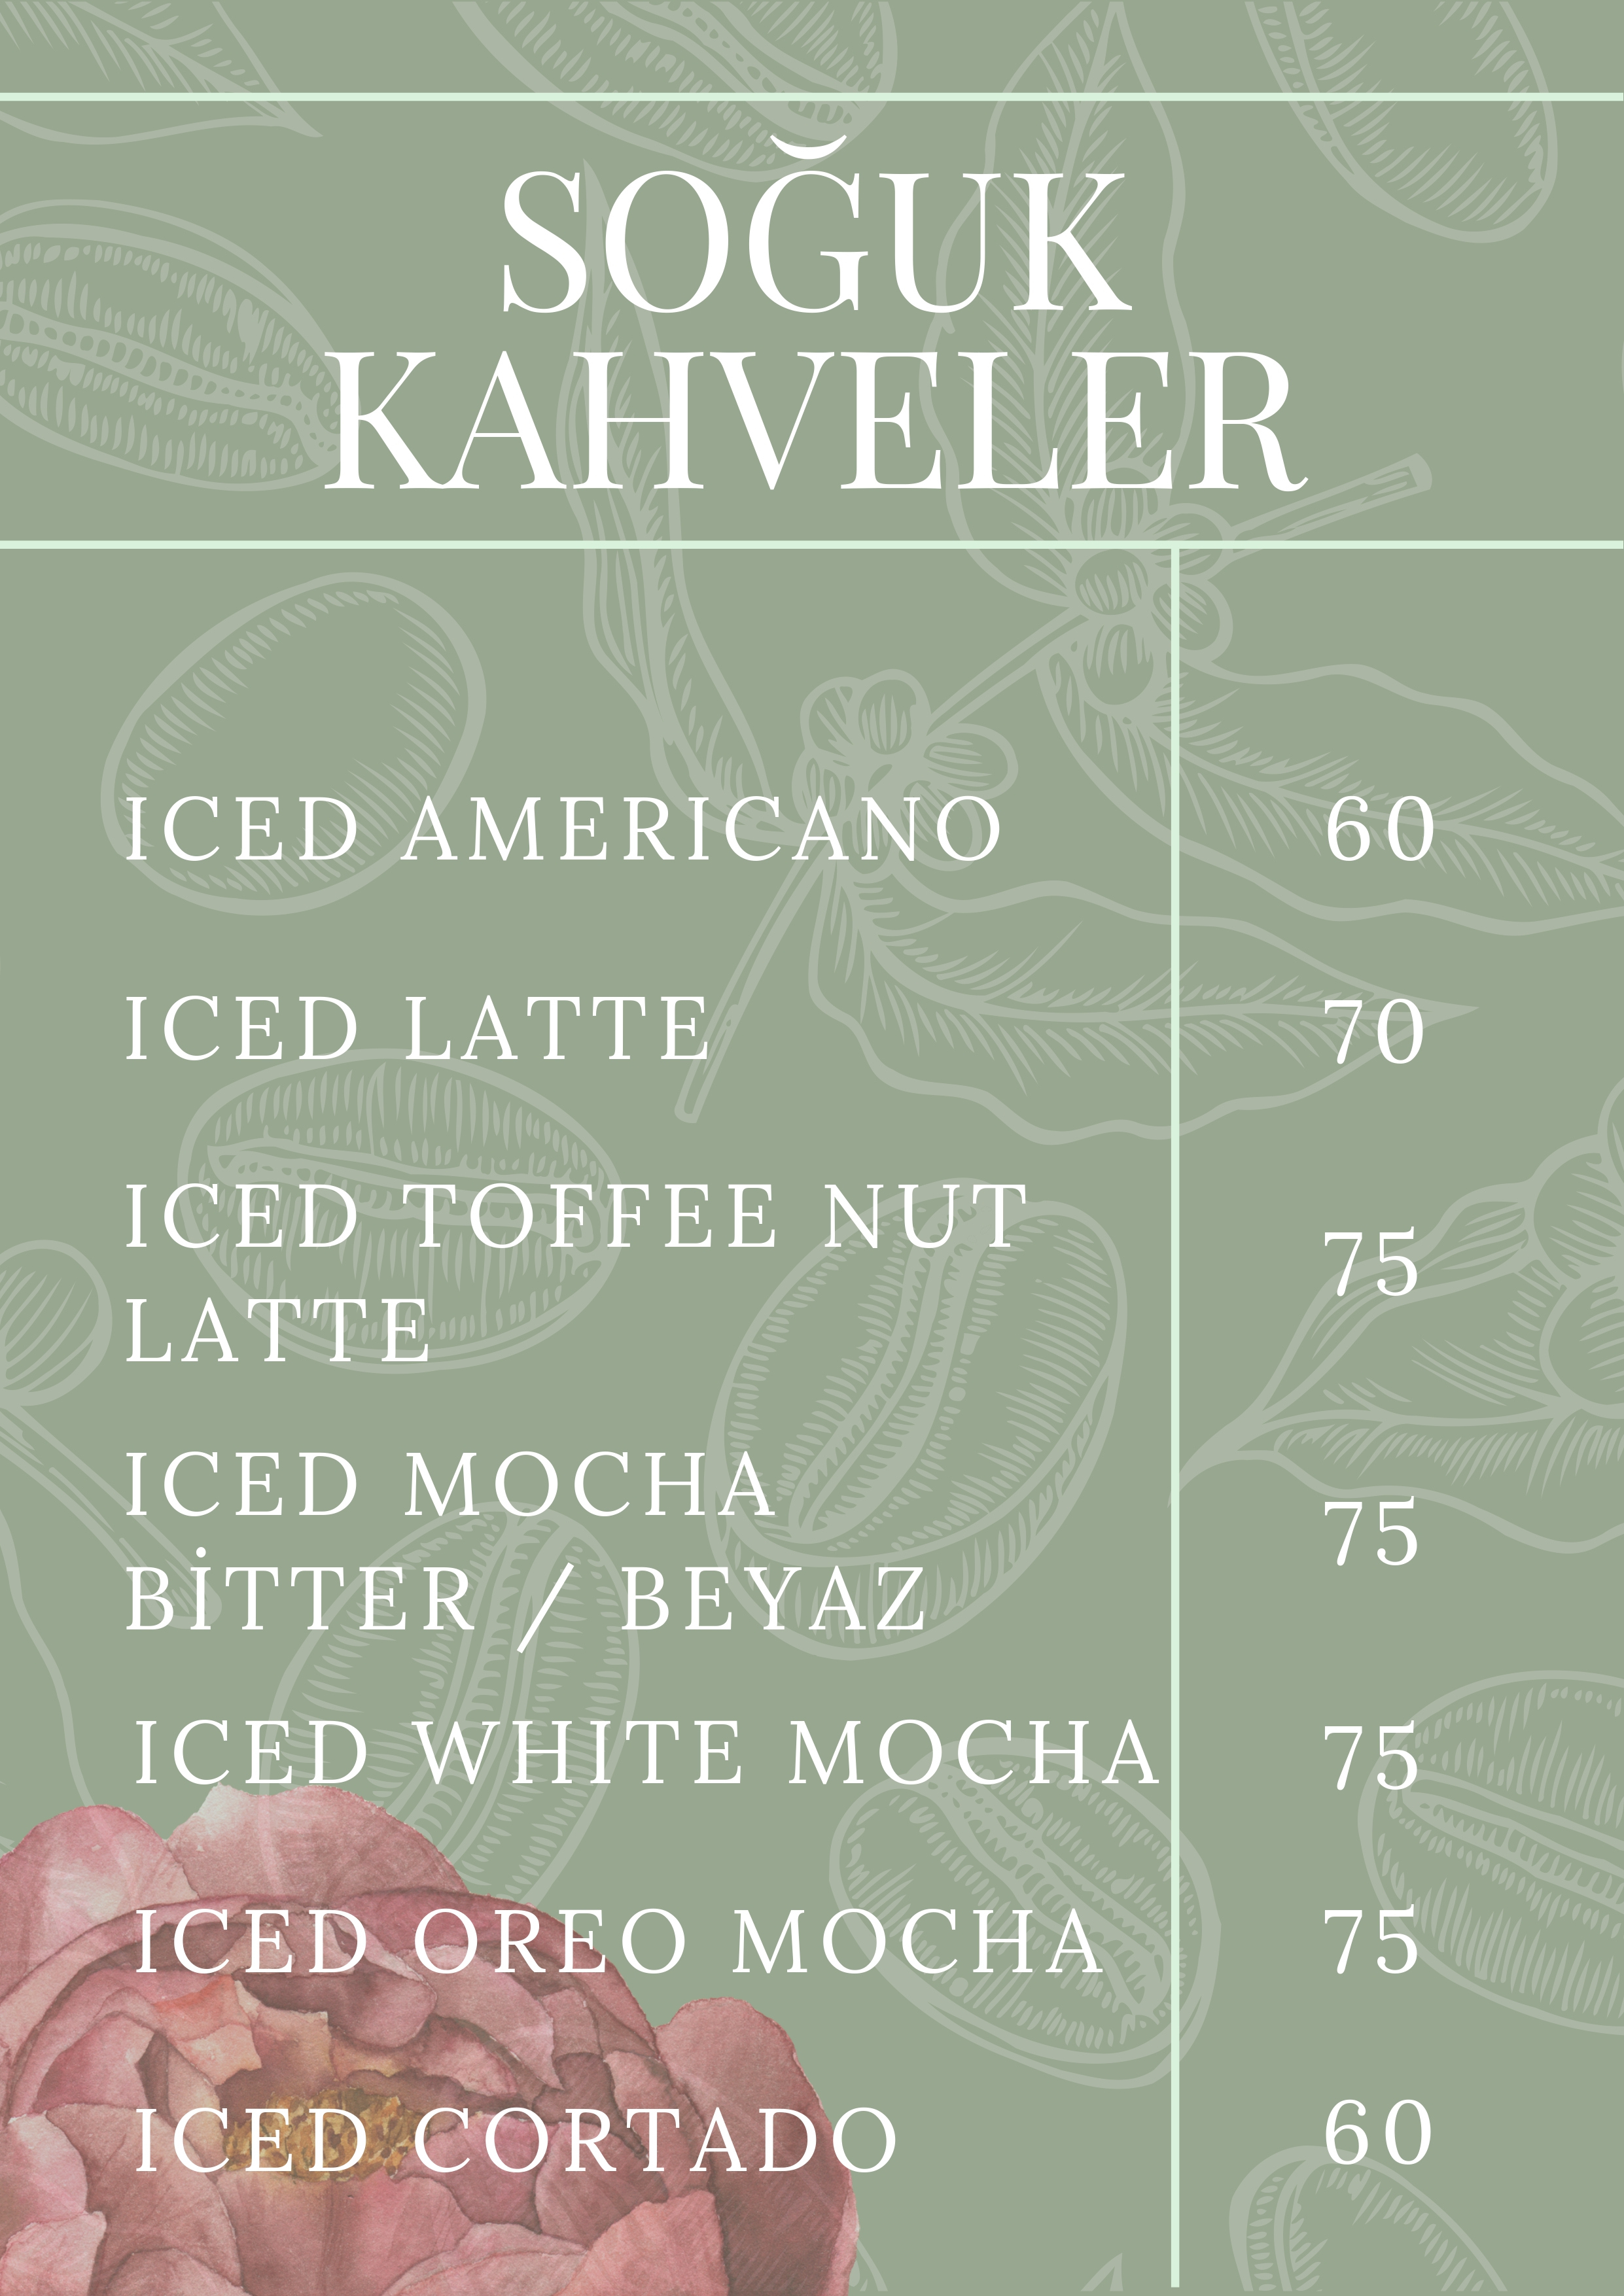 SOĞUK
KAHVELER
ICED AMERICANO 60
ICED LATTE 70
ICED TOFFEE NUT
LATTE 75
ICED MOCHA
BİTTER / BEYAZ 75
ICED WHITE MOCHA 75
ICED OREO MOCHA 75
ICED CORTADO 60